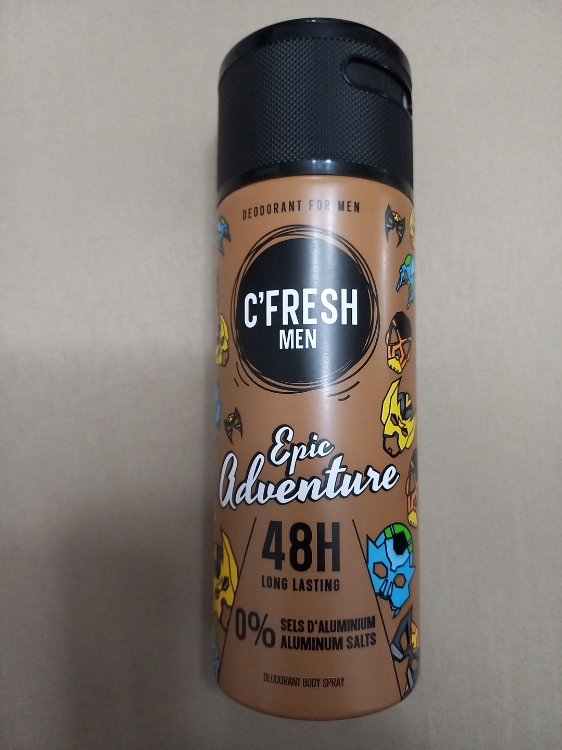 DEODORANT FOR MEN
C'FRESH
MEN
Epic
Adventure
48H
LONG LASTING
0% SELS D'ALUMINIUM
ALUMINUM SALTS
DEODORANT BODY SPRAY